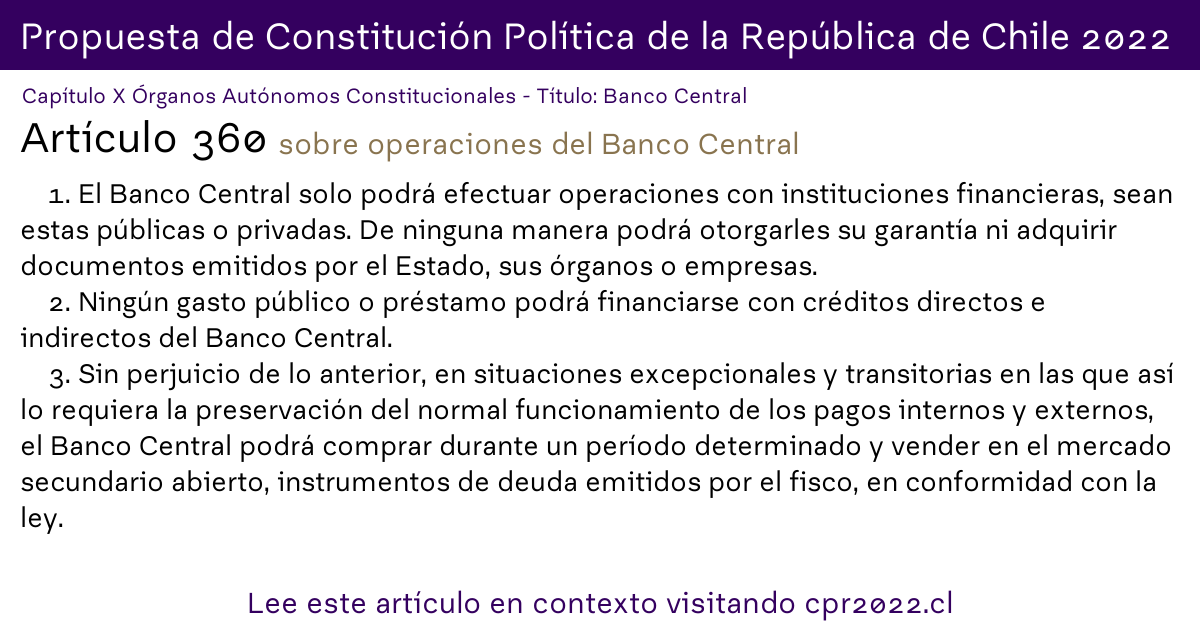 Propuesta de Constitución Política de la República de Chile 2022
Capítulo X Órganos Autónomos Constitucionales - Título: Banco Central
Artículo 360 sobre operaciones del Banco Central
1. El Banco Central solo podrá efectuar operaciones con instituciones financieras, sean
estas públicas o privadas. De ninguna manera podrá otorgarles su garantía ni adquirir
documentos emitidos por el Estado, sus órganos o empresas.
2. Ningún gasto público o préstamo podrá financiarse con créditos directos e
indirectos del Banco Central.
3. Sin perjuicio de lo anterior, en situaciones excepcionales y transitorias en las que así
lo requiera la preservación del normal funcionamiento de los pagos internos y externos,
el Banco Central podrá comprar durante un período determinado y vender en el mercado
secundario abierto, instrumentos de deuda emitidos por el fisco, en conformidad con la
ley.
Lee este artículo en contexto visitando cpr2022.cl